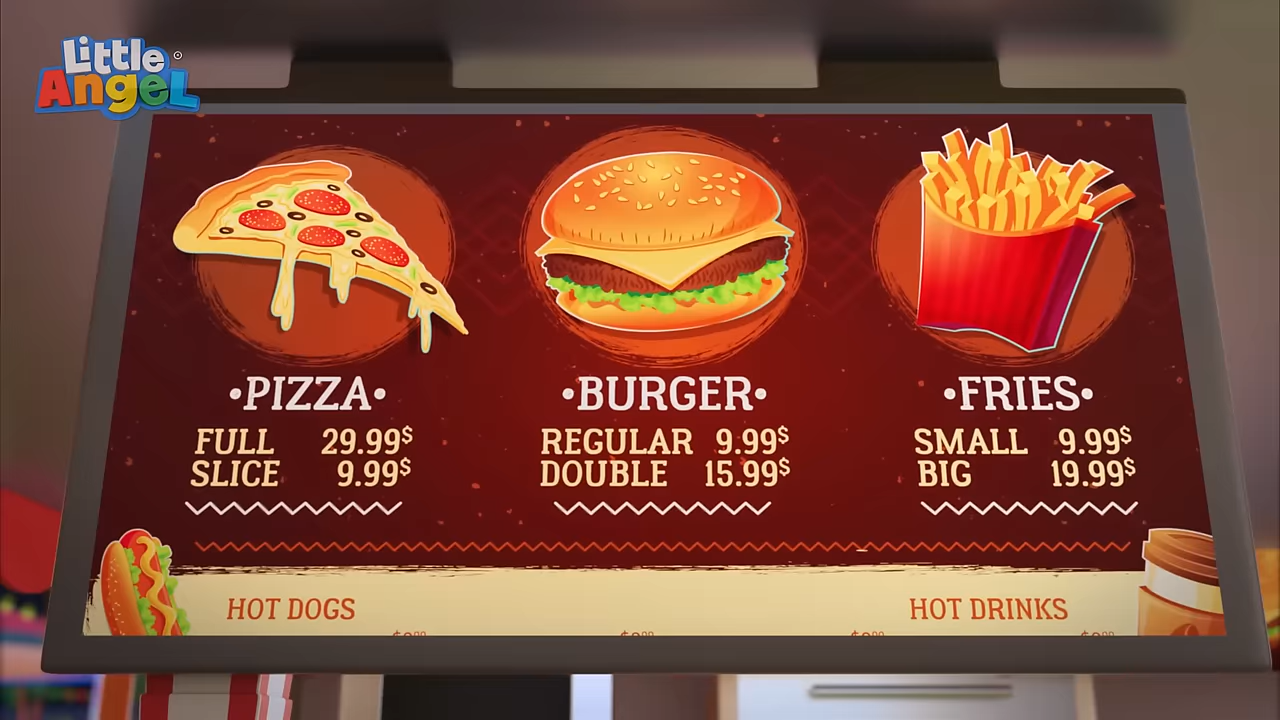 Little
Angel
•PIZZA•
FULL 29.99$
SLICE 9.99$
•BURGER•
REGULAR 9.99$
DOUBLE 15.99$
•FRIES•
SMALL 9.99$
BIG 19.99$
HOT DOGS
HOT DRINKS